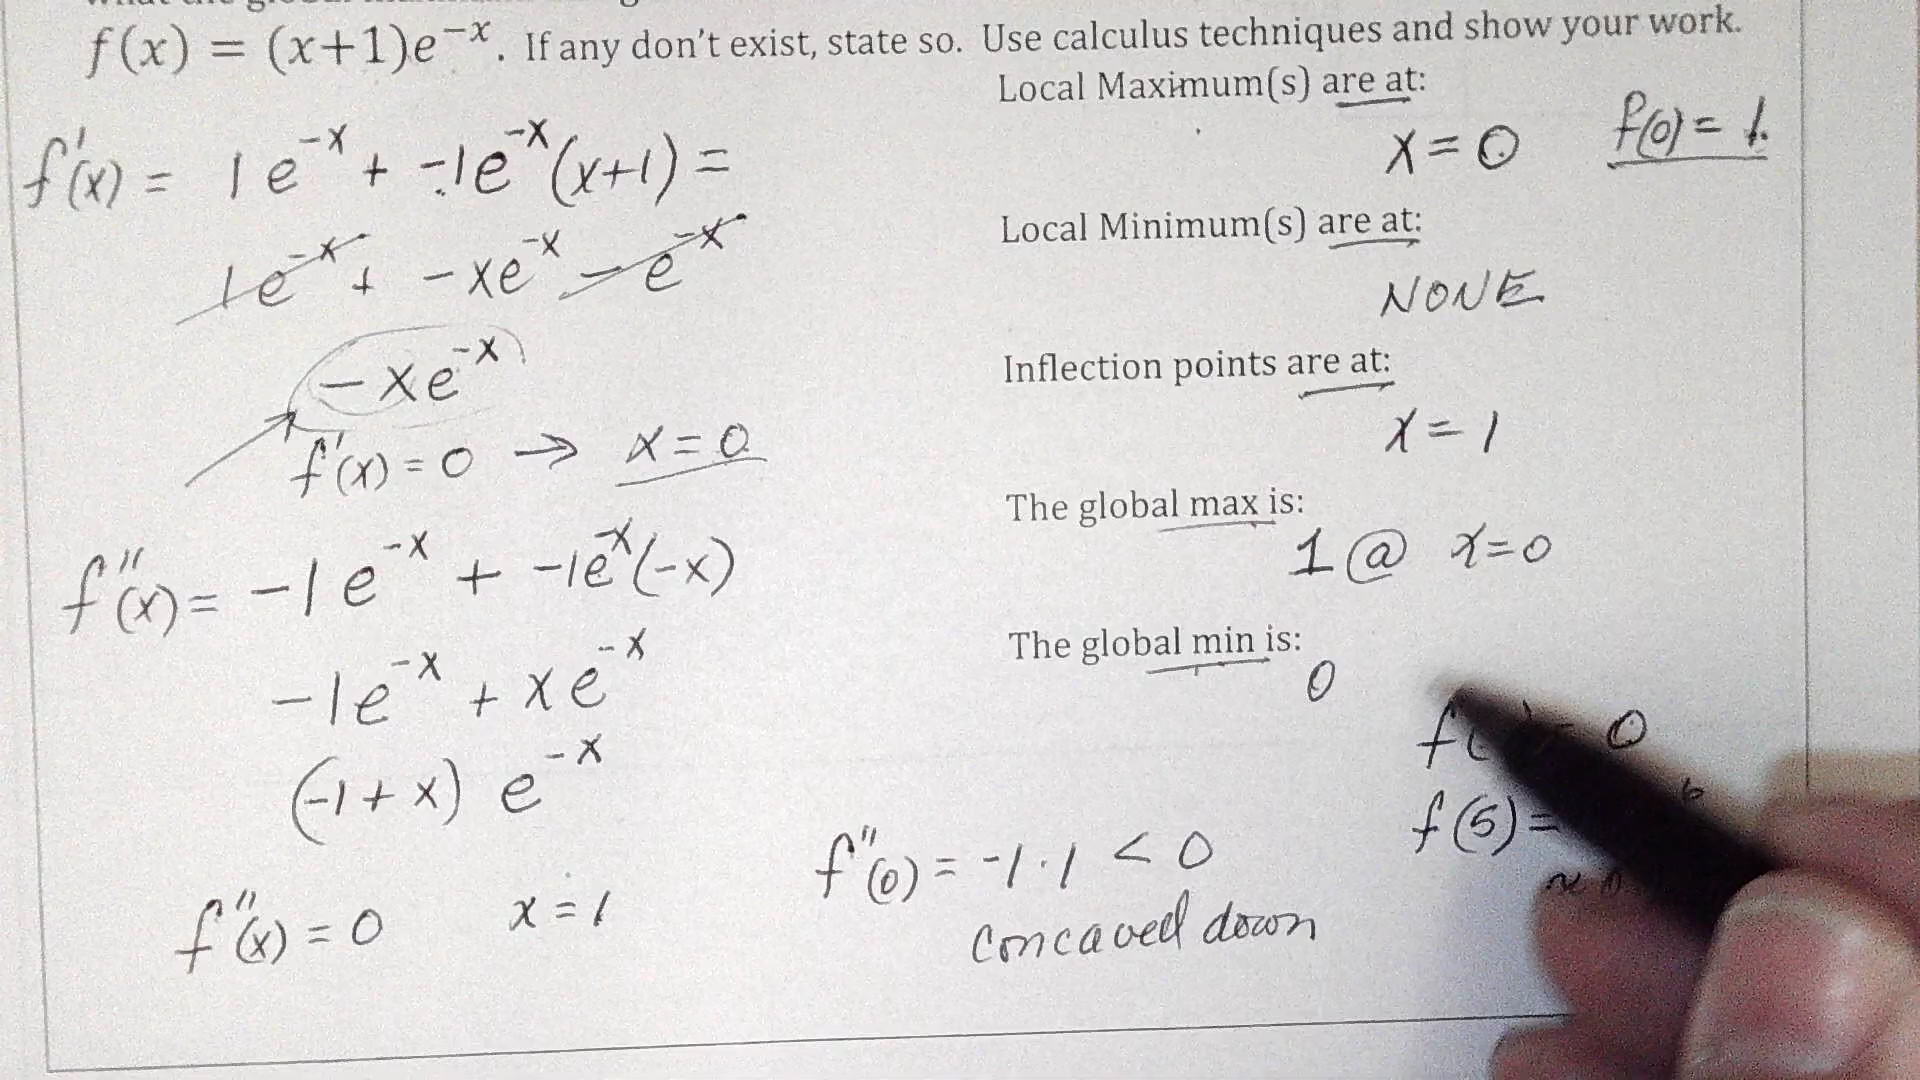 f(x) = (x+1)e^{-x}. If any don't exist, state so. Use calculus techniques and show your work.
f'(x) = 1e^{-x} + -1e^{-x}(x+1) =
1e^{-x} + -xe^{-x} - e^{-x}
-xe^{-x}
f'(x) = 0 → x = 0
f''(x) = -1e^{-x} + -1e^{-x}(-x)
-1e^{-x} + xe^{-x}
(-1 + x) e^{-x}
f''(x) = 0 x = 1
f''(0) = -1 · 1 < 0
concaved down
Local Maximum(s) are at:
x = 0 f(0) = 1.
Local Minimum(s) are at:
NONE
Inflection points are at:
x = 1
The global max is:
1 @ x=0
The global min is:
0
f( = 0
f(5) =